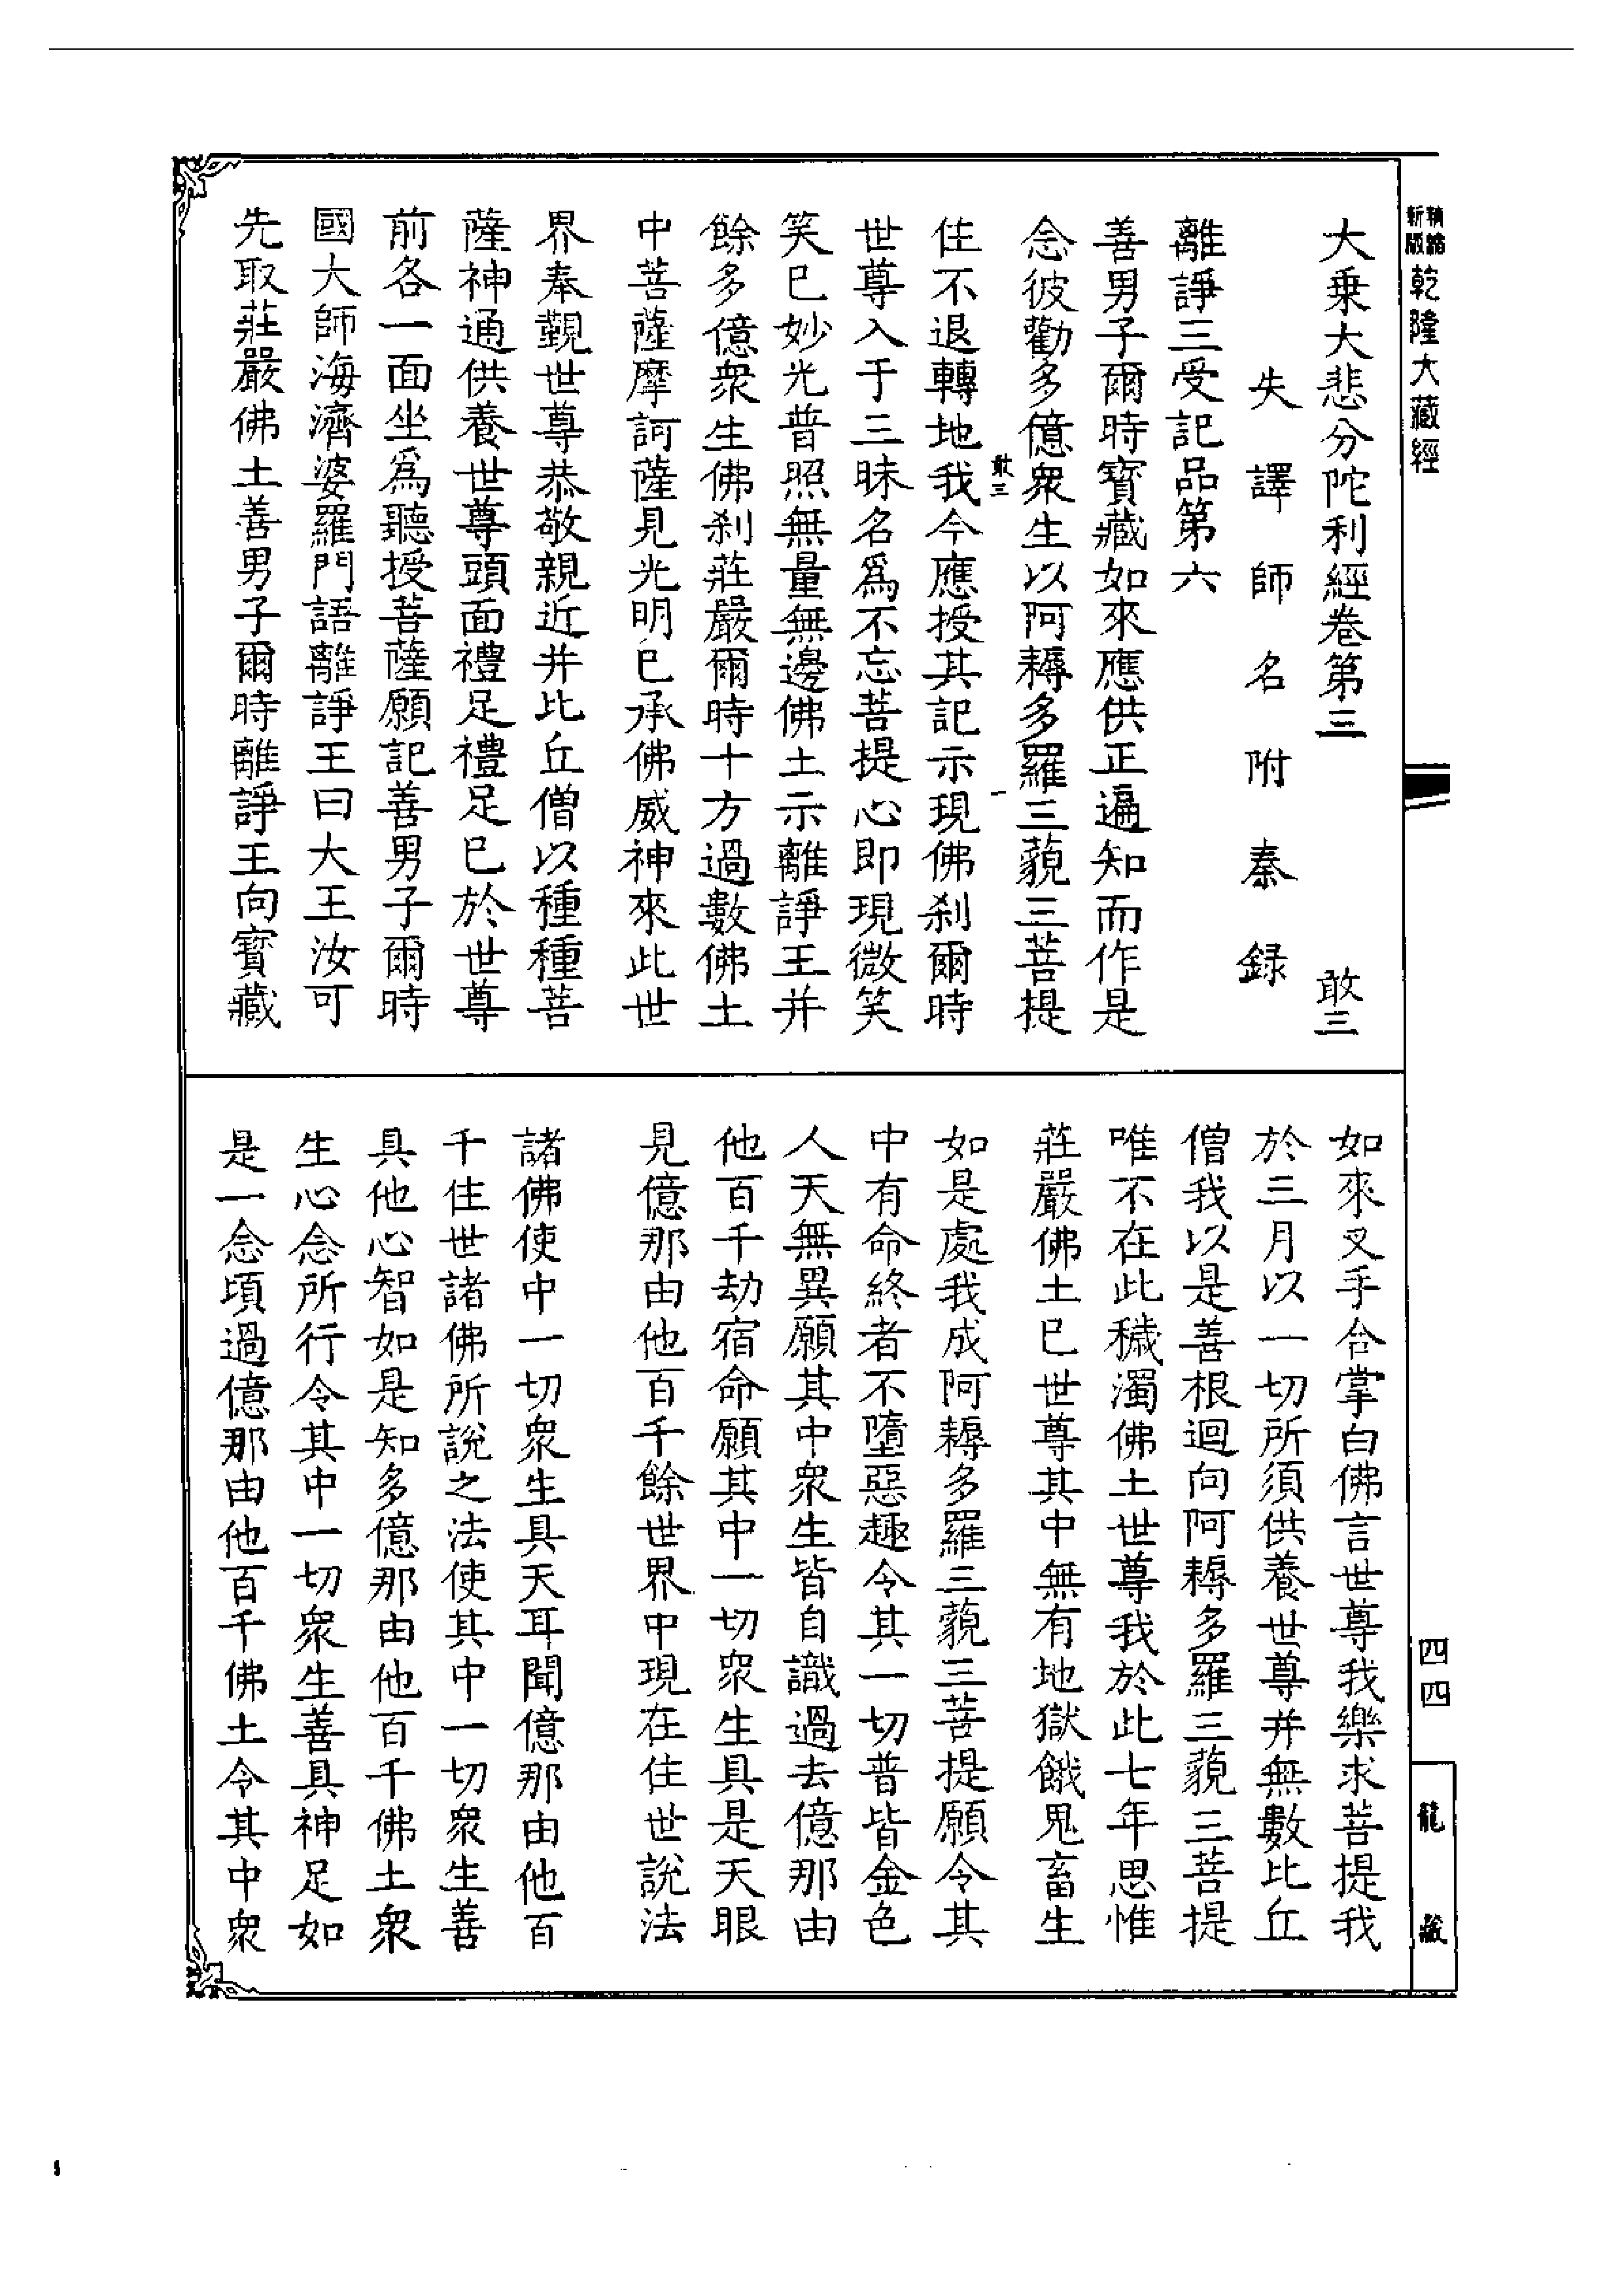 新版
精縮
乾隆大藏經
四四
龍藏
大乘大悲分陀利經卷第三 敢三
失譯師名附秦錄
離諍三受記品第六
善男子爾時寶藏如來應供正遍知而作是
念彼勸多億衆生以阿耨多羅三藐三菩提
敢三 一
住不退轉地我今應授其記示現佛刹爾時
世尊入于三昧名爲不忘菩提心即現微笑
笑已妙光普照無量無邊佛土示離諍王并
餘多億衆生佛刹莊嚴爾時十方過數佛土
中菩薩摩訶薩見光明已承佛威神來此世
界奉覲世尊恭敬親近并比丘僧以種種菩
薩神通供養世尊頭面禮足禮足已於世尊
前各一面坐爲聽授菩薩願記善男子爾時
國大師海濟婆羅門語離諍王曰大王汝可
先取莊嚴佛土善男子爾時離諍王向寶藏
如來叉手合掌白佛言世尊我樂求菩提我
於三月以一切所須供養世尊并無數比丘
僧我以是善根迴向阿耨多羅三藐三菩提
唯不在此穢濁佛土世尊我於此七年思惟
莊嚴佛土已世尊其中無有地獄餓鬼畜生
如是處我成阿耨多羅三藐三菩提願令其
中有命終者不墮惡趣令其一切普皆金色
人天無異願其中衆生皆自識過去億那由
他百千劫宿命願其中一切衆生具是天眼
見億那由他百千餘世界中現在住世說法
諸佛使中一切衆生具天耳聞億那由他百
千住世諸佛所說之法使其中一切衆生善
具他心智如是知多億那由他百千佛土衆
生心念所行令其中一切衆生善具神足如
是一念頃過億那由他百千佛土令其中衆